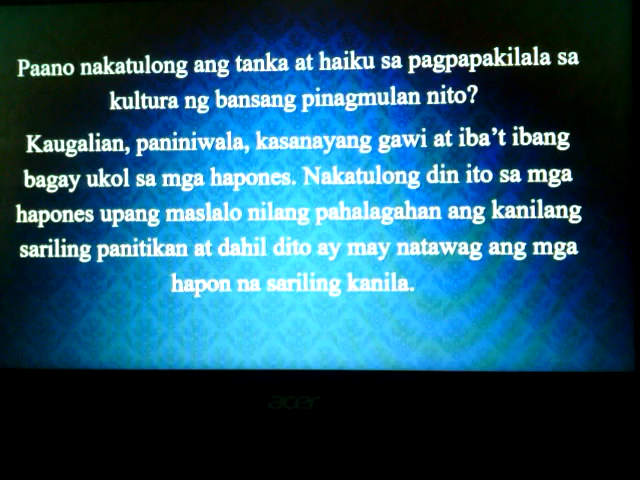 Paano nakatulong ang tanka at haiku sa pagpapakilala sa
kultura ng bansang pinagmulan nito?
Kaugalian, paniniwala, kasanayang gawi at iba't ibang
bagay ukol sa mga hapones. Nakatulong din ito sa mga
hapones upang maslalo nilang pahalagahan ang kanilang
sariling panitikan at dahil dito ay may natawag ang mga
hapon na sariling kanila.
acer